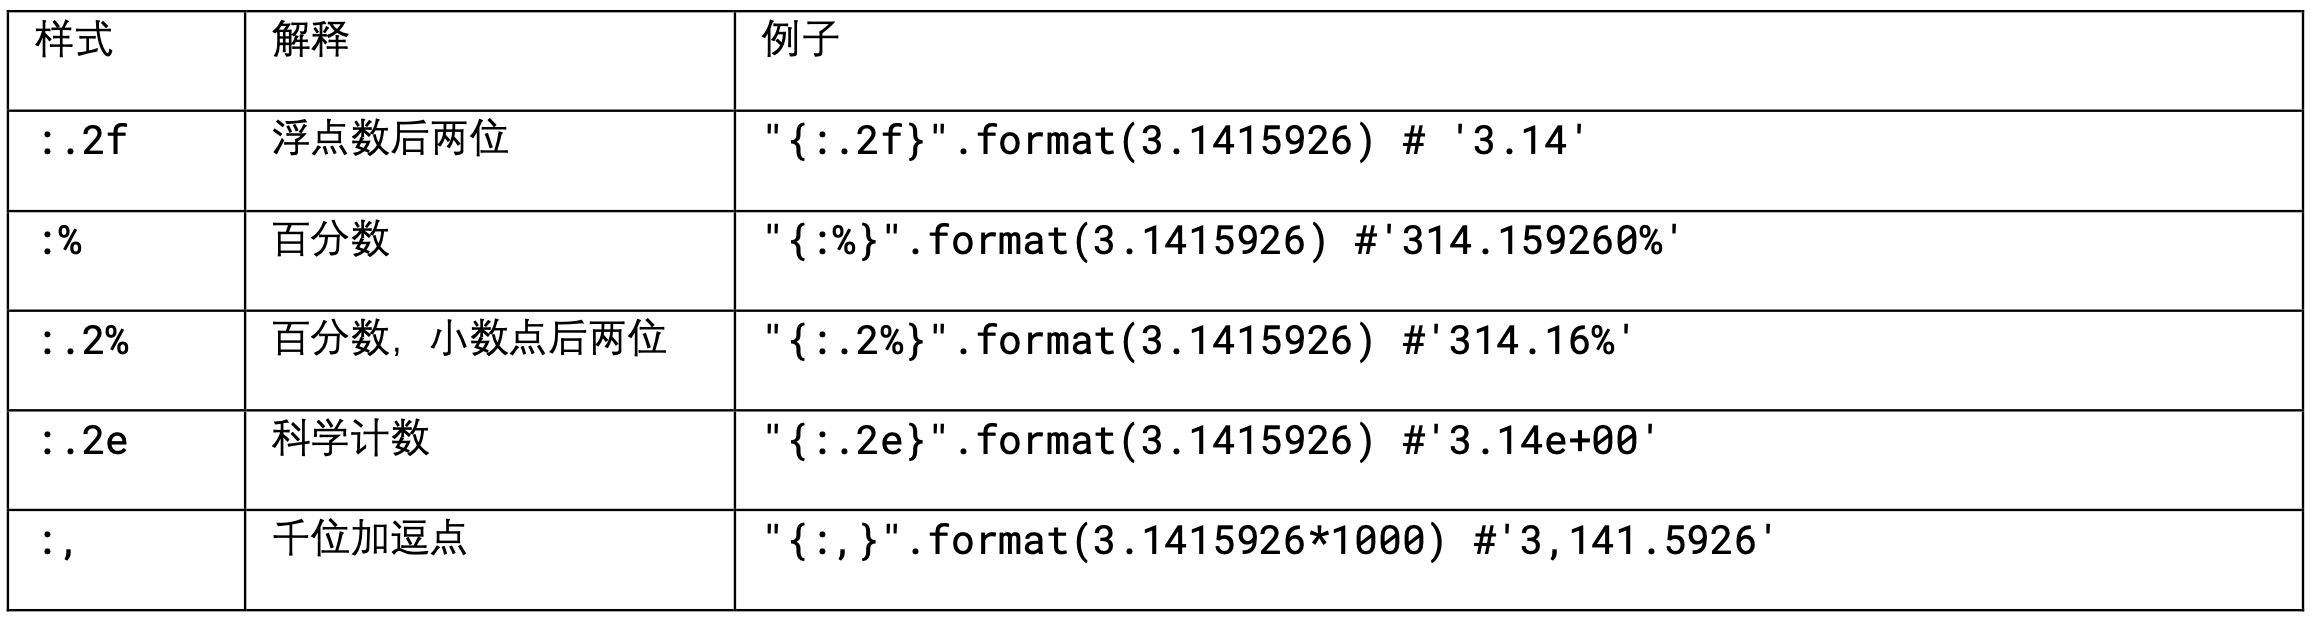 样式 解释 例子
:.2f 浮点数后两位 "{:.2f}".format(3.1415926) # '3.14'
:% 百分数 "{:%}".format(3.1415926) #'314.159260%'
:.2% 百分数, 小数点后两位 "{:.2%}".format(3.1415926) #'314.16%'
:.2e 科学计数 "{:.2e}".format(3.1415926) #'3.14e+00'
:, 千位加逗点 "{:,}".format(3.1415926*1000) #'3,141.5926'